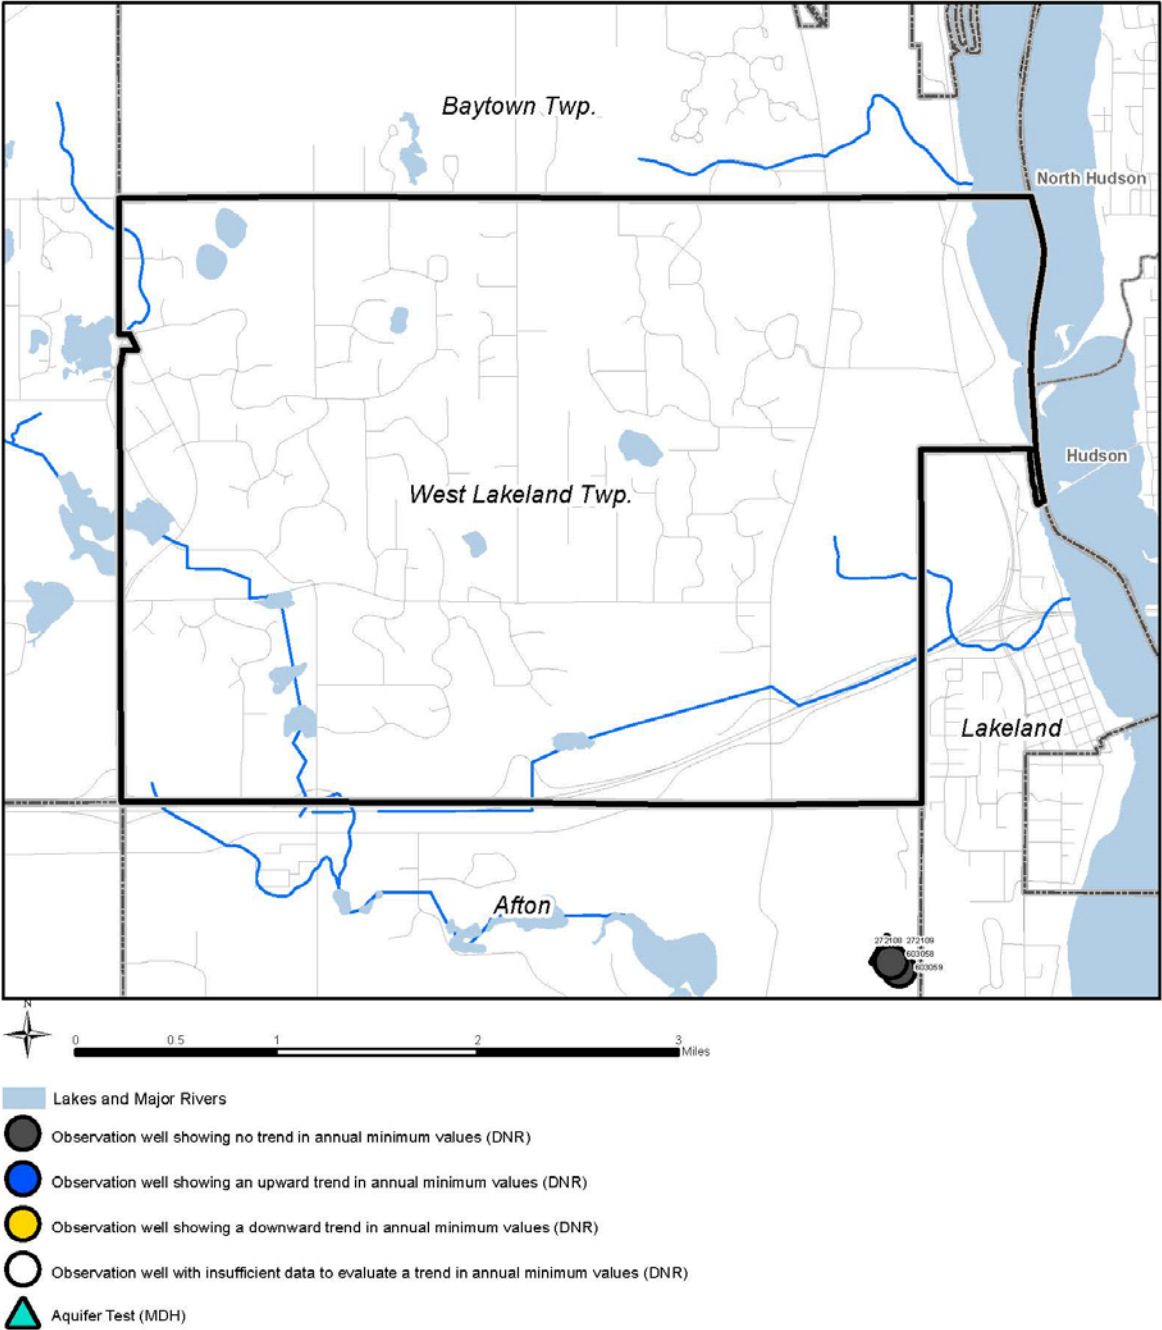 Baytown Twp.
North Hudson
Hudson
West Lakeland Twp.
Lakeland
Afton
272108 272109
603058
603059
N
0 0.5 1 2 3
Miles
Lakes and Major Rivers
Observation well showing no trend in annual minimum values (DNR)
Observation well showing an upward trend in annual minimum values (DNR)
Observation well showing a downward trend in annual minimum values (DNR)
Observation well with insufficient data to evaluate a trend in annual minimum values (DNR)
Aquifer Test (MDH)